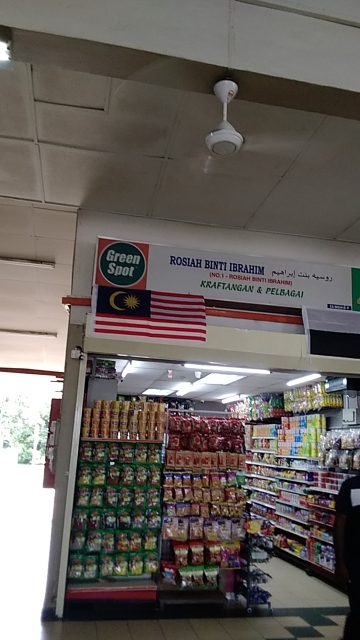 Green
Spot
ROSIAH BINTI IBRAHIM روسيه بنت إبراهيم
(NO.1 - ROSIAH BINTI IBRAHIM)
KRAFTANGAN & PELBAGAI